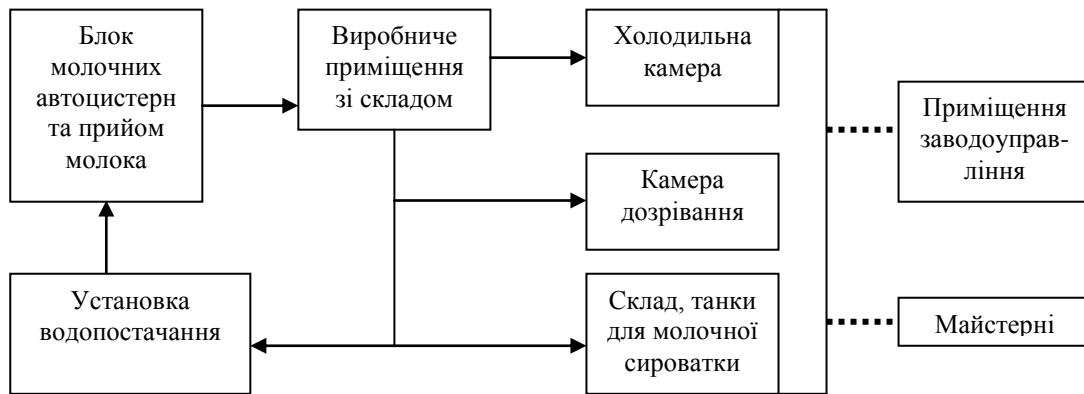 Блок
молочних
автоцистерн
та прийом
молока
Виробниче
приміщення
зі складом
Холодильна
камера
Приміщення
заводоуправ-
ління
Камера
дозрівання
Установка
водопостачання
Склад, танки
для молочної
сироватки
Майстерні